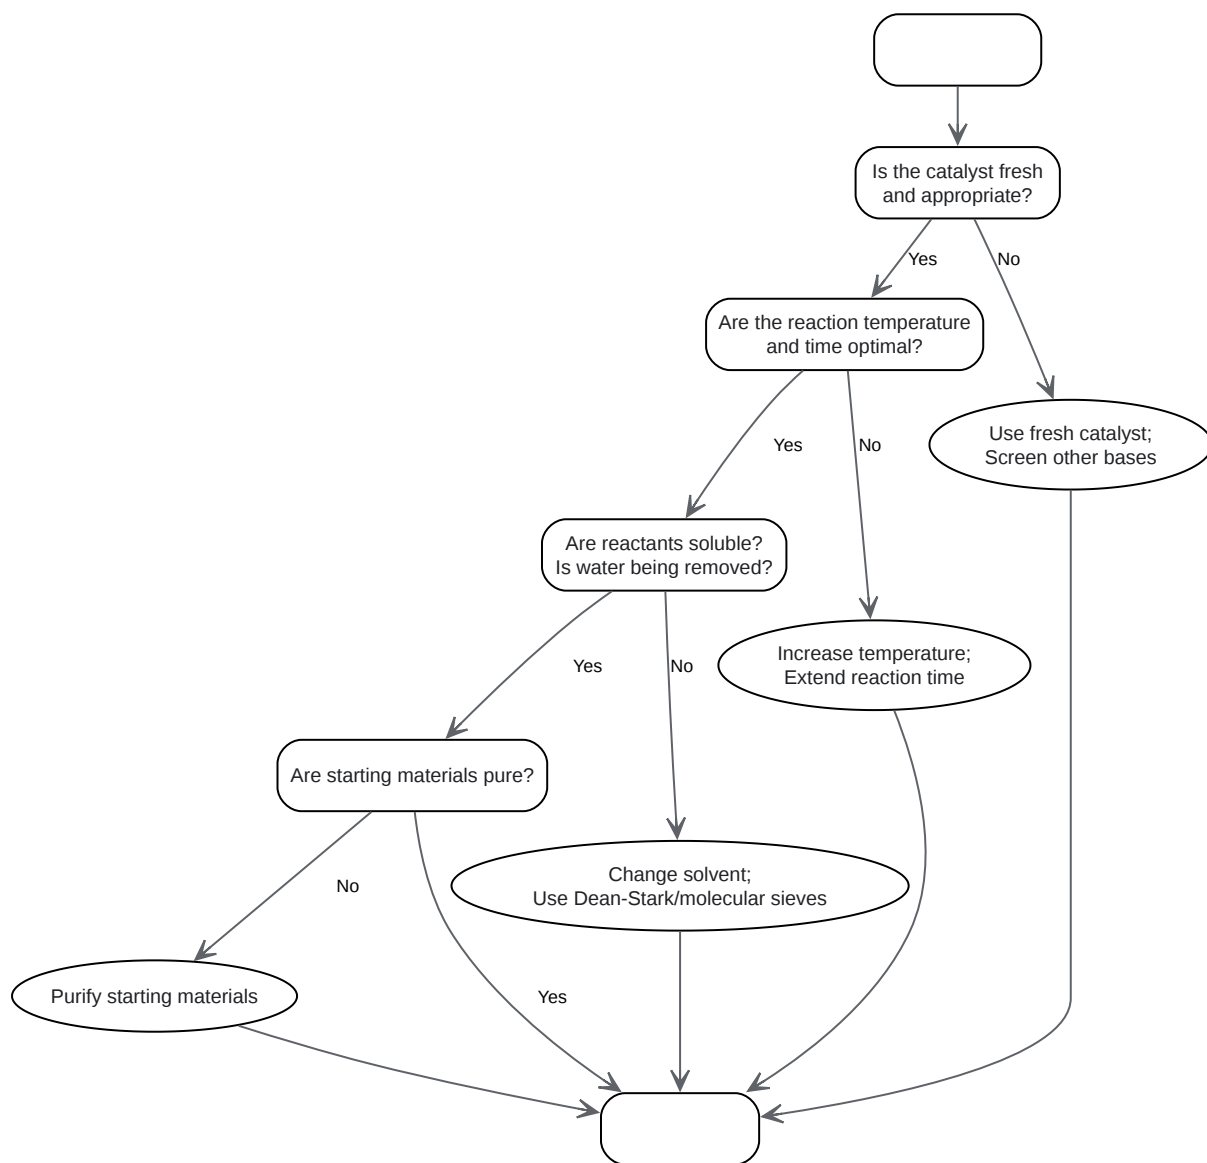 Is the catalyst fresh
and appropriate?
Yes
No
Are the reaction temperature
and time optimal?
Yes
No
Use fresh catalyst;
Screen other bases
Are reactants soluble?
Is water being removed?
Yes
No
Increase temperature;
Extend reaction time
Are starting materials pure?
No
Yes
Change solvent;
Use Dean-Stark/molecular sieves
Purify starting materials